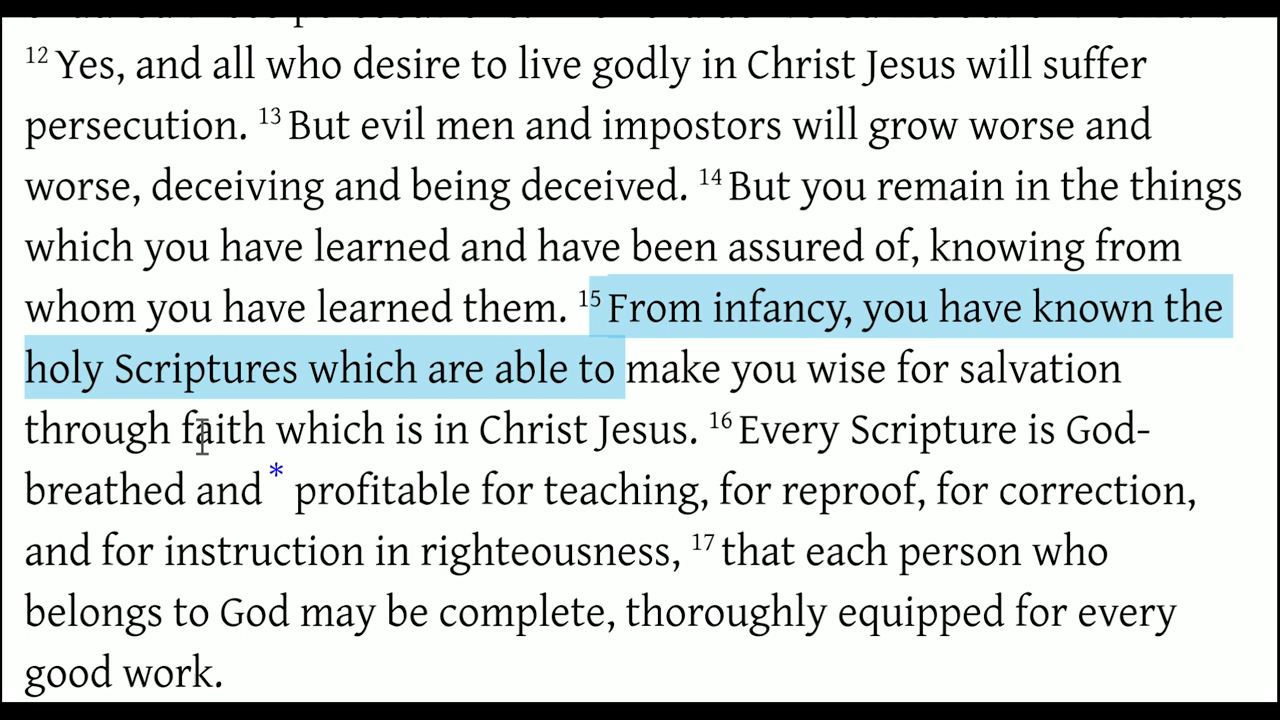 12 Yes, and all who desire to live godly in Christ Jesus will suffer
persecution. 13 But evil men and impostors will grow worse and
worse, deceiving and being deceived. 14 But you remain in the things
which you have learned and have been assured of, knowing from
whom you have learned them. 15 From infancy, you have known the
holy Scriptures which are able to make you wise for salvation
through faith which is in Christ Jesus. 16 Every Scripture is God-
breathed and* profitable for teaching, for reproof, for correction,
and for instruction in righteousness, 17 that each person who
belongs to God may be complete, thoroughly equipped for every
good work.